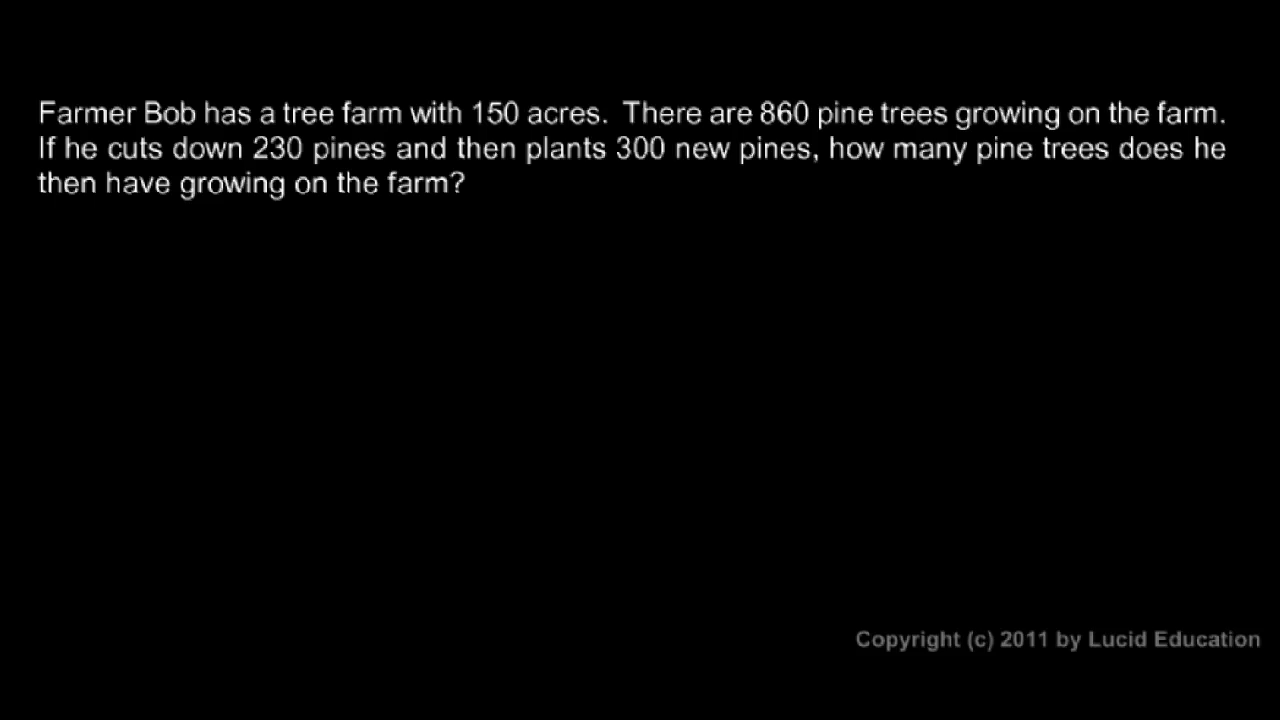 Farmer Bob has a tree farm with 150 acres.  There are 860 pine trees growing on the farm.
If he cuts down 230 pines and then plants 300 new pines, how many pine trees does he
then have growing on the farm?
Copyright (c) 2011 by Lucid Education